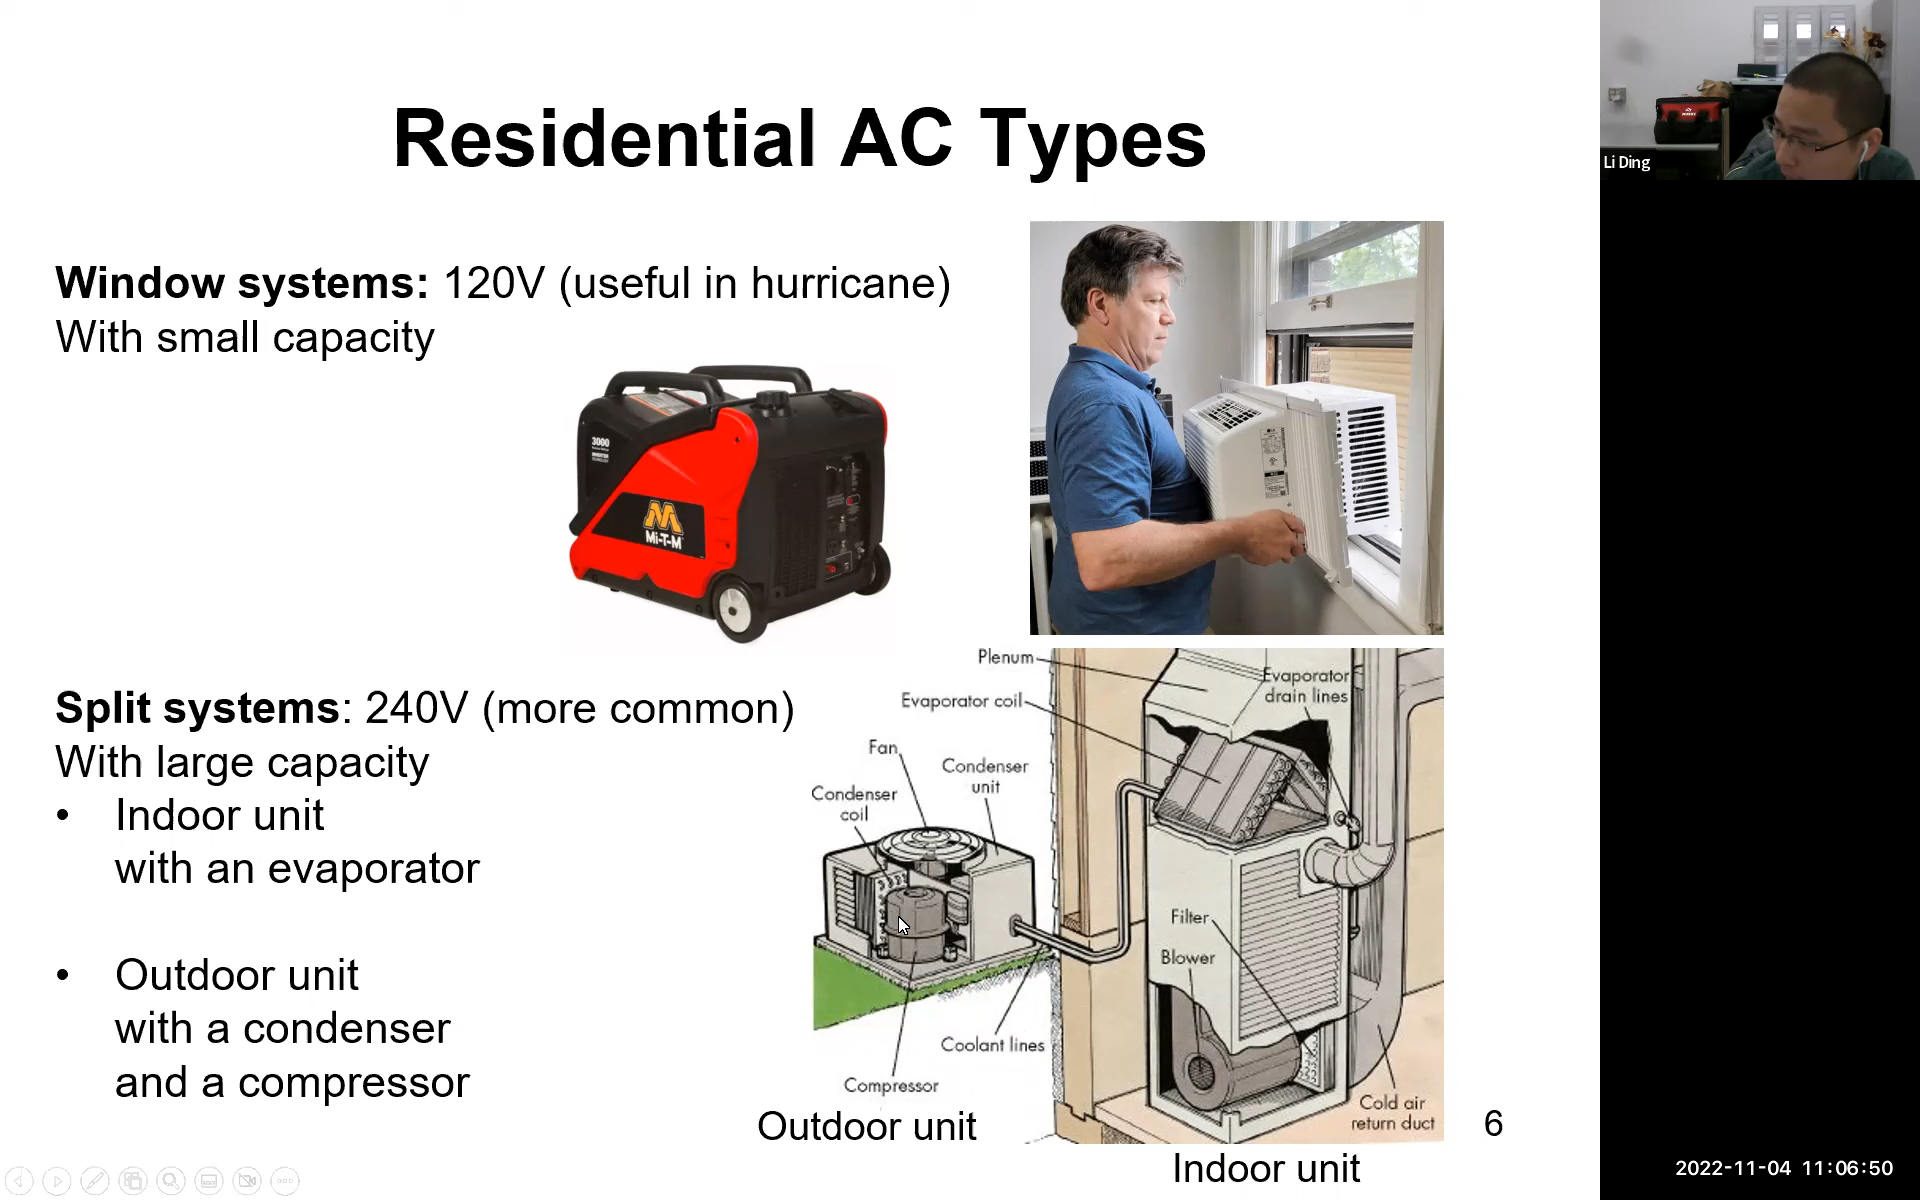 Residential AC Types
Window systems: 120V (useful in hurricane)
With small capacity
3000
INVERTER
Mi-T-M
Split systems: 240V (more common)
With large capacity
• Indoor unit
with an evaporator
• Outdoor unit
with a condenser
and a compressor
Plenum
Evaporator
drain lines
Evaporator coil
Fan
Condenser
unit
Condenser
coil
Filter
Blower
Coolant lines
Compressor
Cold air
return duct
Outdoor unit
Indoor unit
6
Li Ding
2022-11-04 11:06:50